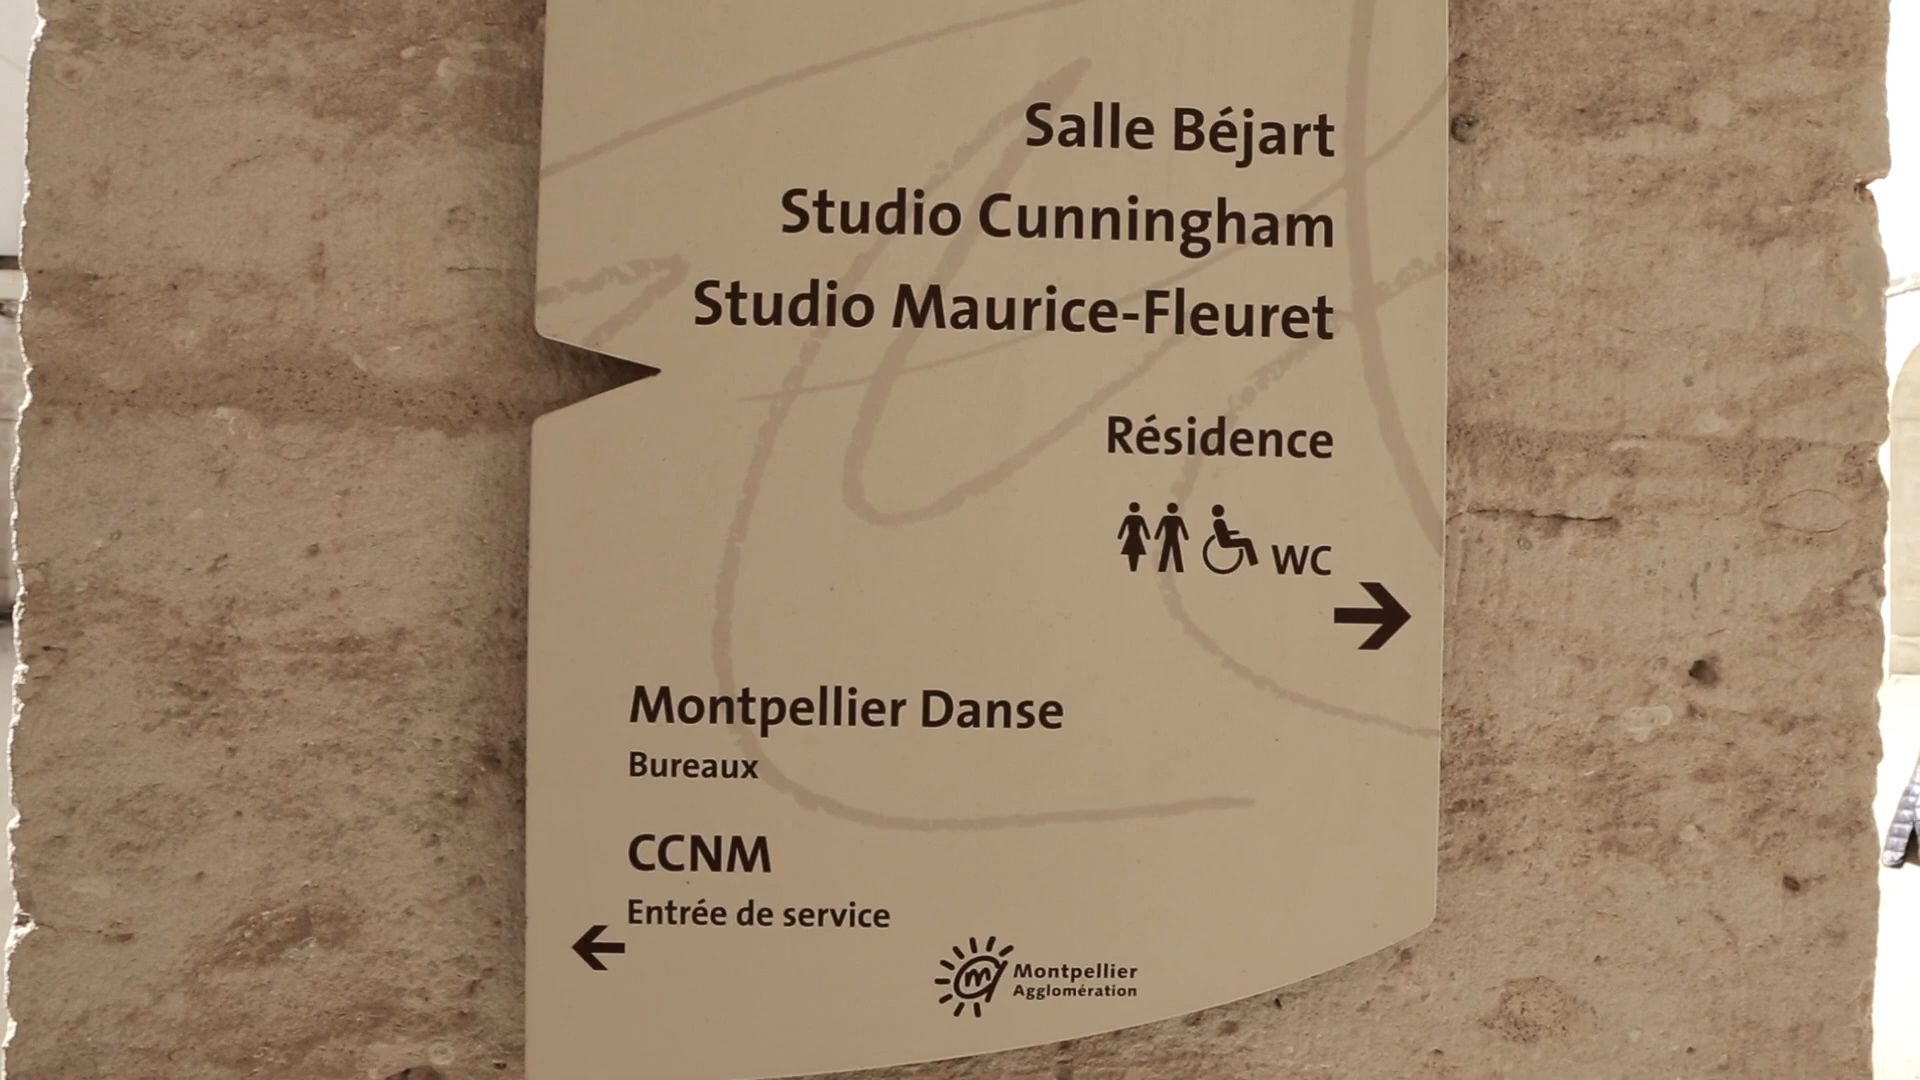 Salle Béjart
Studio Cunningham
Studio Maurice-Fleuret
Résidence
WC
Montpellier Danse
Bureaux
CCNM
Entrée de service
m Montpellier
Agglomération